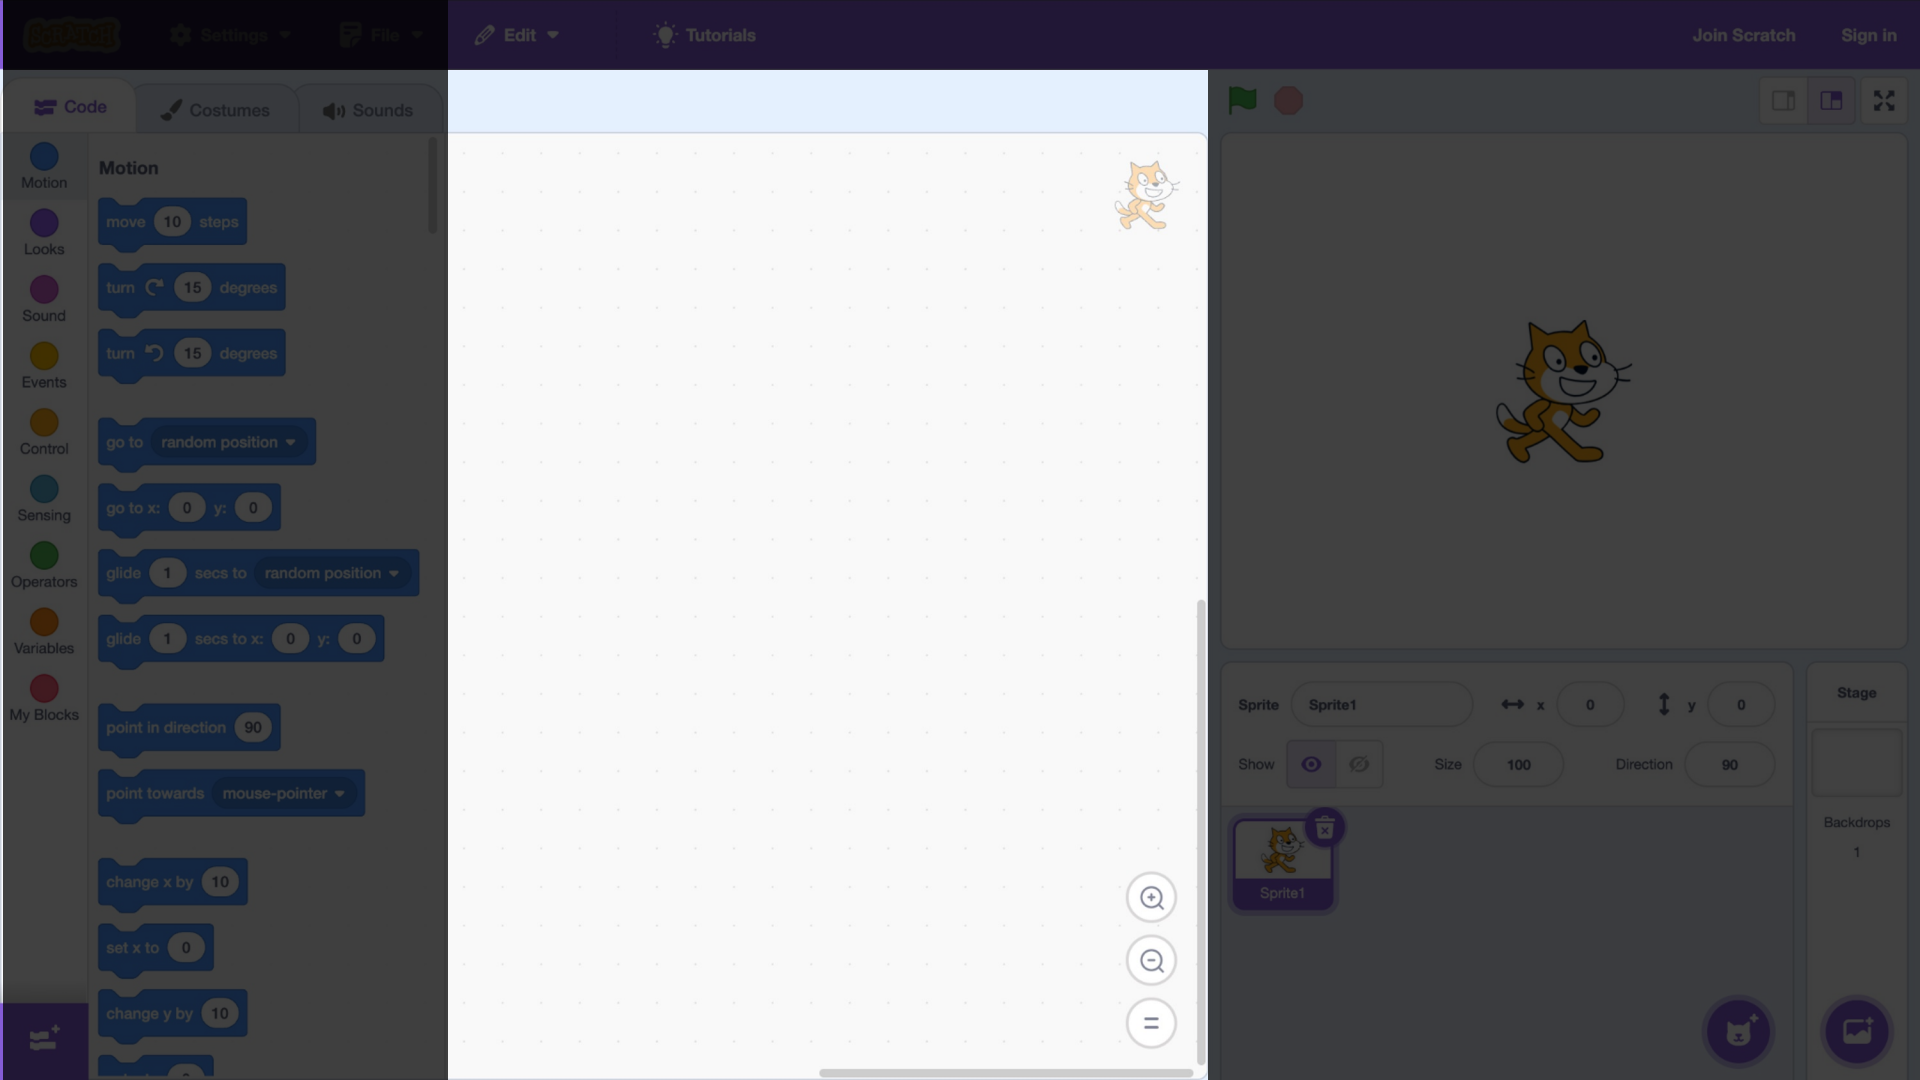 SCRATCH Settings File Edit Tutorials Join Scratch Sign in
Code Costumes Sounds
Motion
Looks
Sound
Events
Control
Sensing
Operators
Variables
My Blocks
Motion
move 10 steps
turn 15 degrees
turn 15 degrees
go to random position
go to x: 0 y: 0
glide 1 secs to random position
glide 1 secs to x: 0 y: 0
point in direction 90
point towards mouse-pointer
change x by 10
set x to 0
change y by 10
Sprite Sprite1 x 0 y 0
Show Size 100 Direction 90
Sprite1
Stage
Backdrops
1